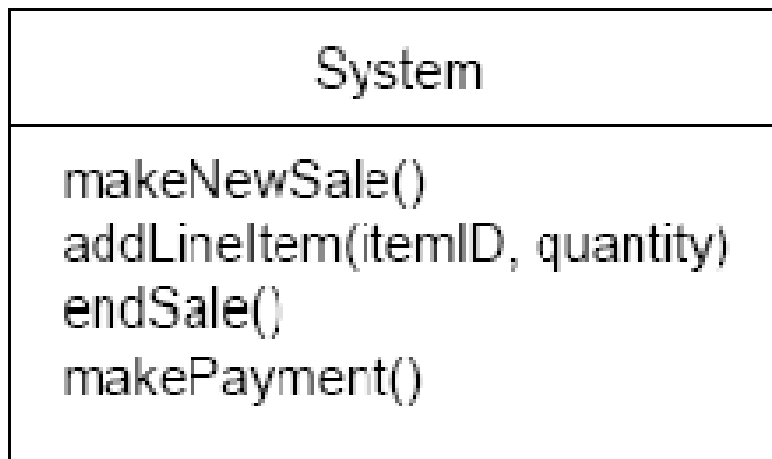 System
makeNewSale()
addLineItem(itemID, quantity)
endSale()
makePayment()